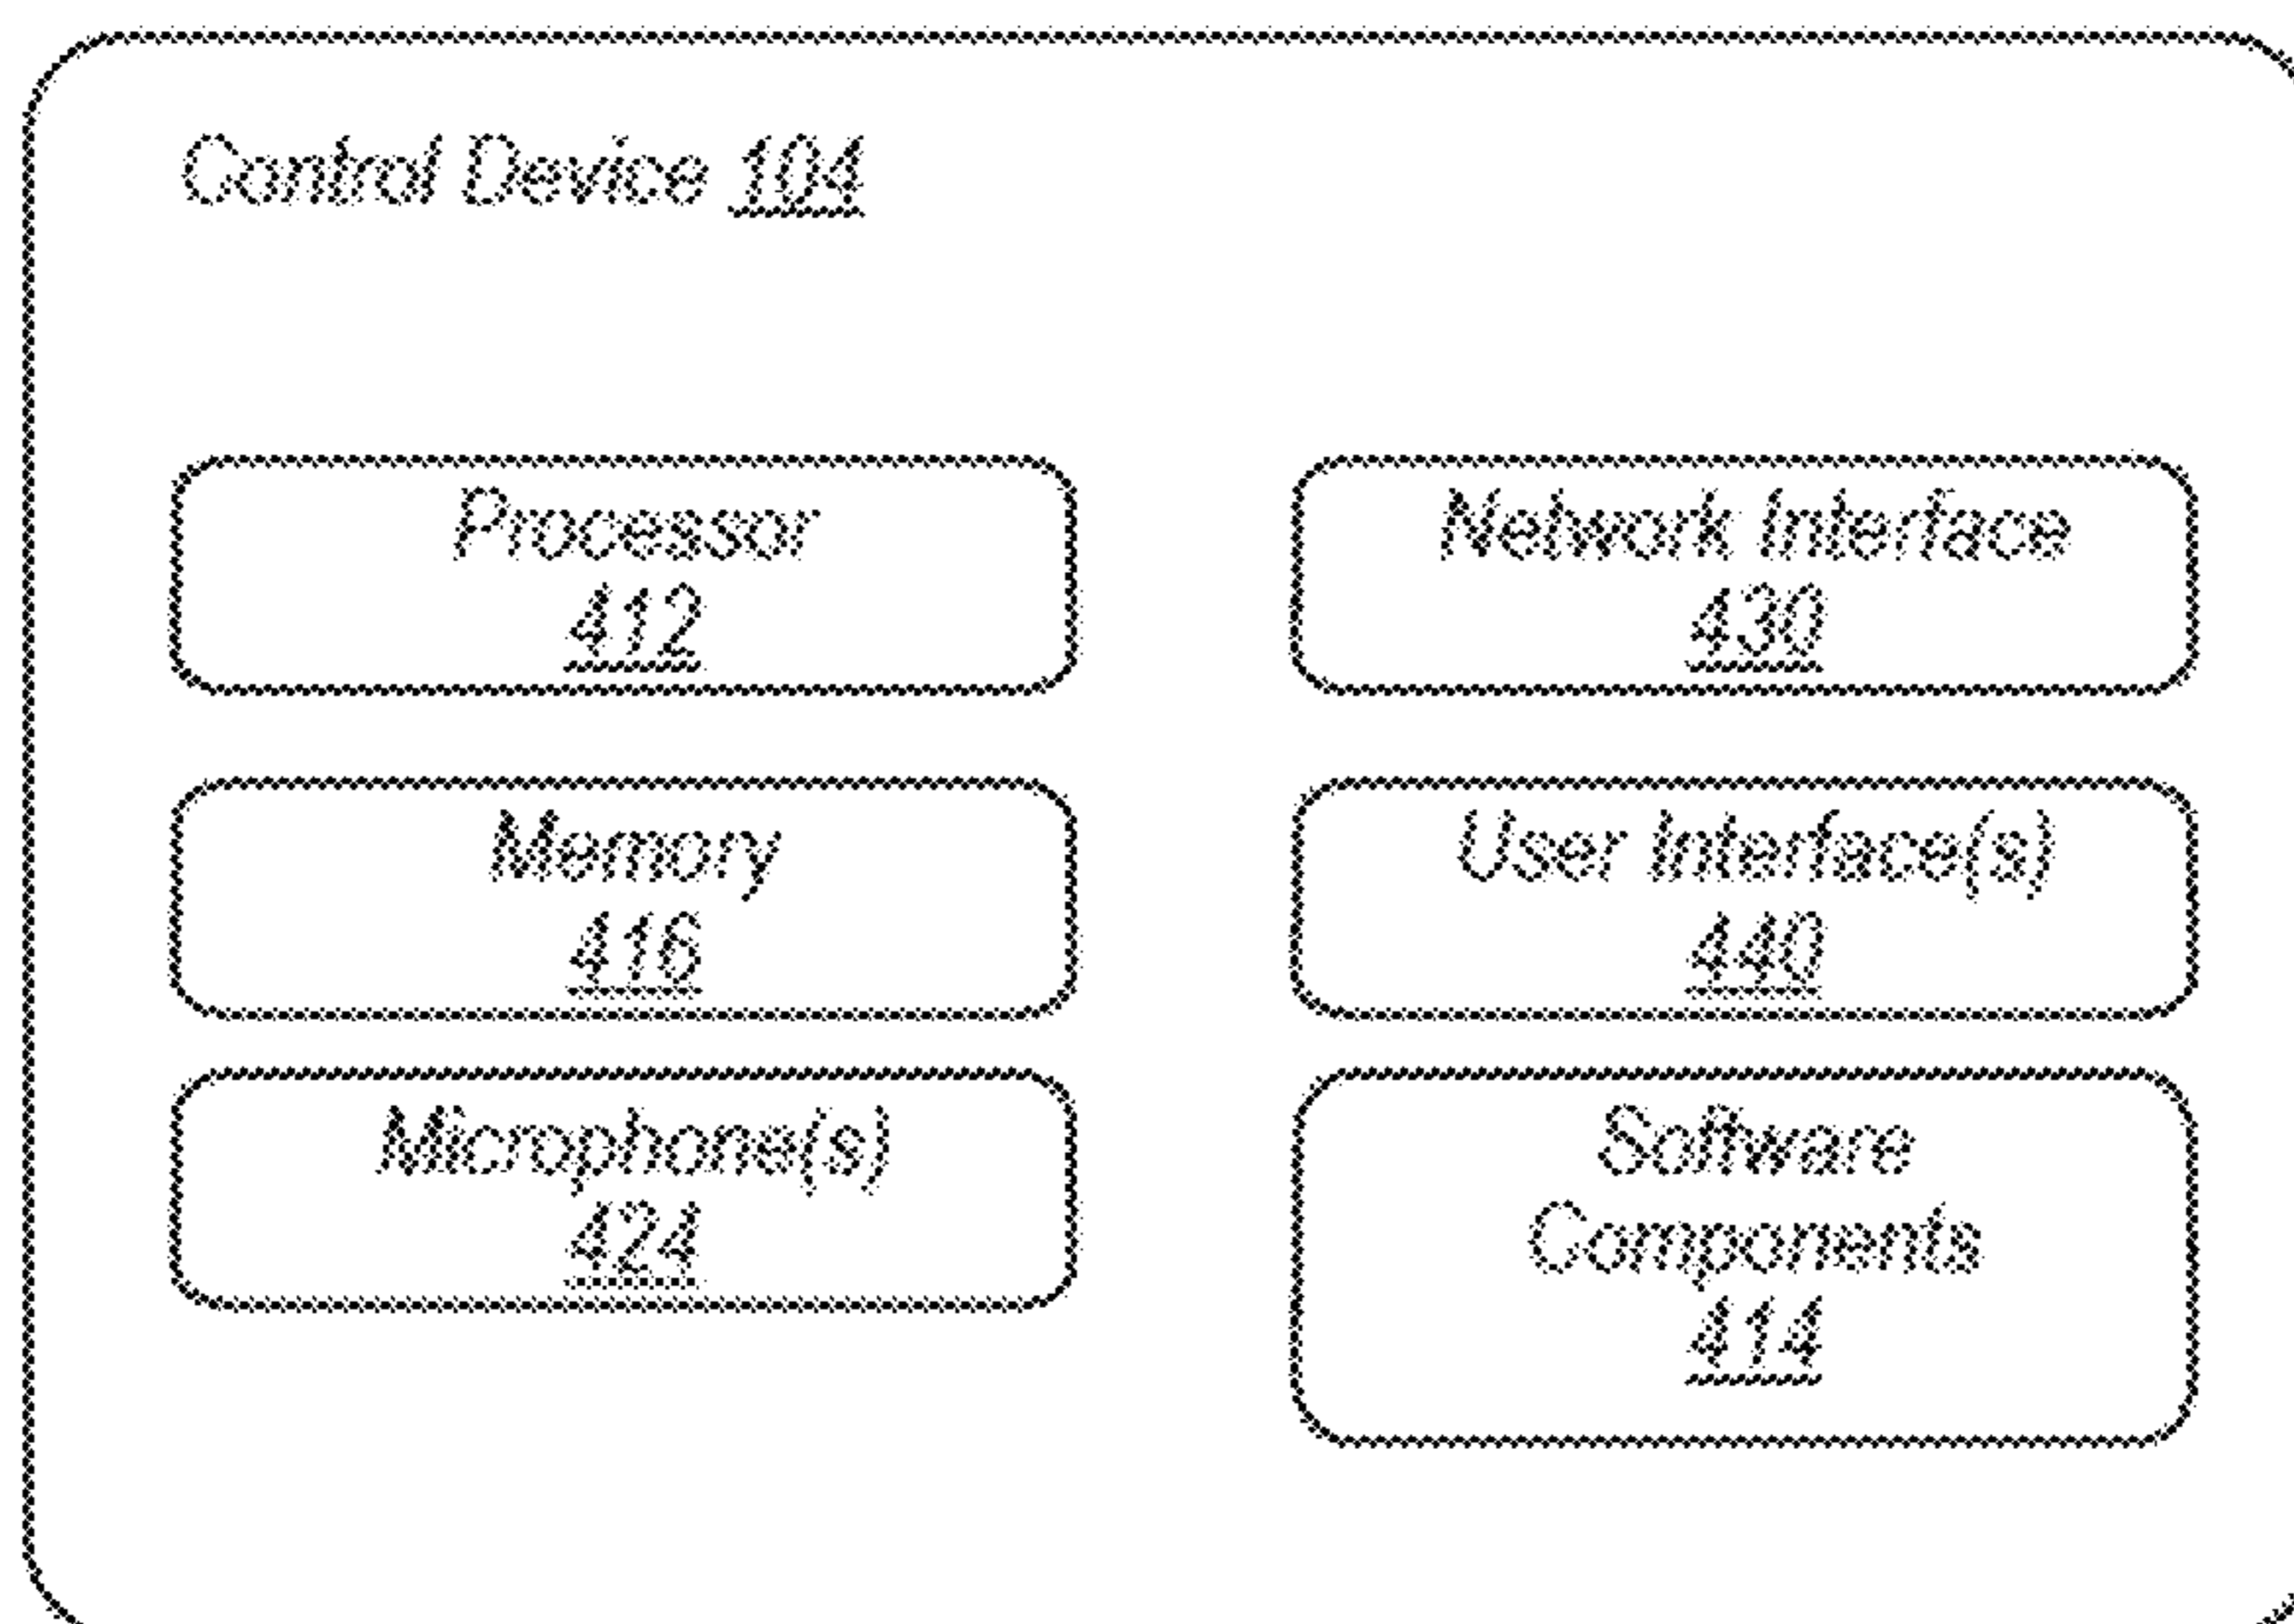 Control Device 104
Processor
412
Network Interface
430
Memory
416
User Interface(s)
440
Microphone(s)
424
Software
Components
414